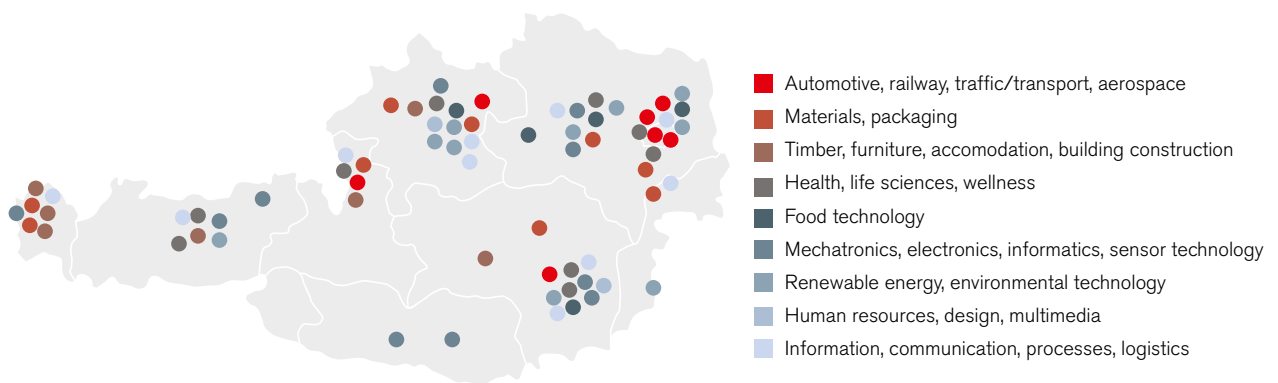 Automotive, railway, traffic/transport, aerospace
Materials, packaging
Timber, furniture, accomodation, building construction
Health, life sciences, wellness
Food technology
Mechatronics, electronics, informatics, sensor technology
Renewable energy, environmental technology
Human resources, design, multimedia
Information, communication, processes, logistics